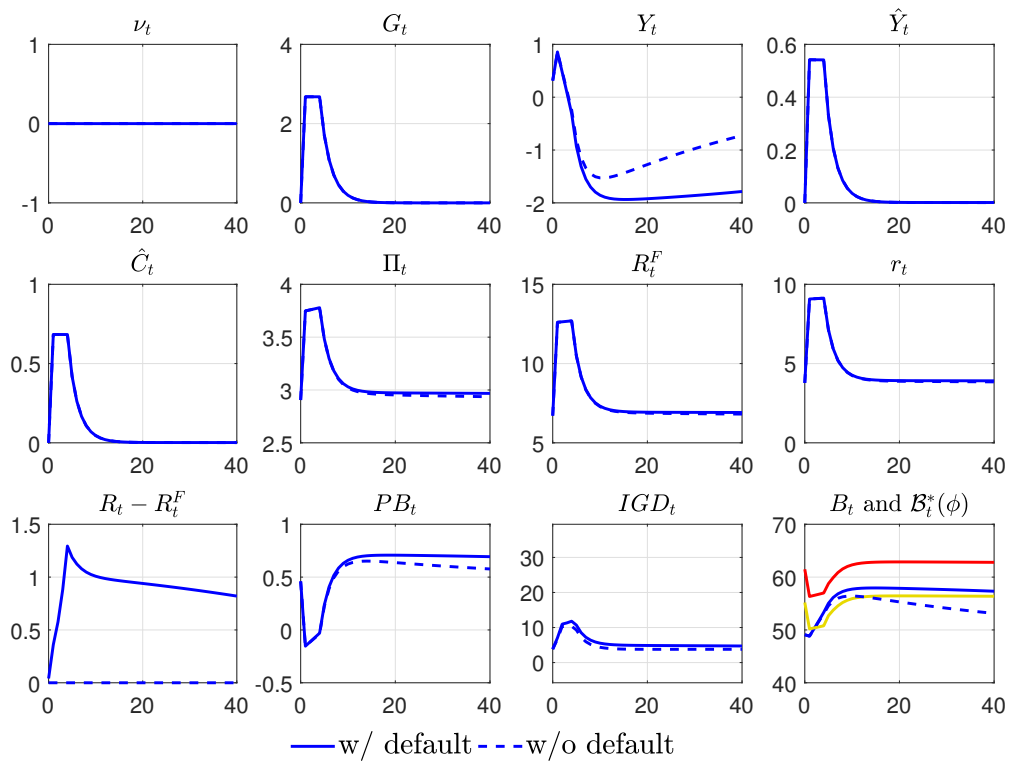 ν_t G_t Y_t Ŷ_t
1 4 1 0.6
0 0.4
0 2 -1 0.2
-1 0 -2 0
0 20 40 0 20 40 0 20 40 0 20 40
Ĉ_t Π_t R_t^F r_t
1 4 15 10
3.5
0.5 3 10 5
0 2.5 5 0
0 20 40 0 20 40 0 20 40 0 20 40
R_t − R_t^F PB_t IGD_t B_t and 𝓑_t^*(ϕ)
1.5 1 30 70
1 0.5 20 60
0.5 0 10 50
0 -0.5 0 40
0 20 40 0 20 40 0 20 40 0 20 40
w/ default w/o default